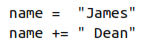 name =  "James"
name += " Dean"